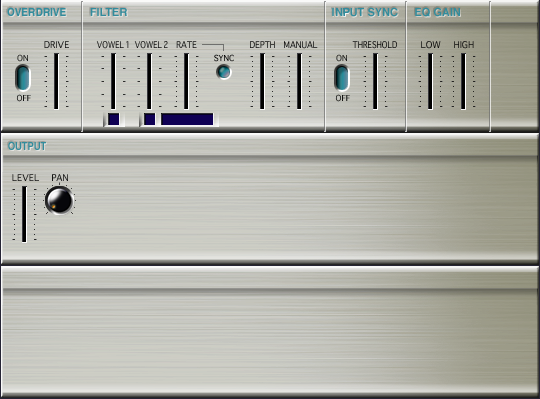 OVERDRIVE FILTER INPUT SYNC EQ GAIN
DRIVE VOWEL 1 VOWEL 2 RATE DEPTH MANUAL THRESHOLD LOW HIGH
ON SYNC ON
OFF OFF
OUTPUT
LEVEL PAN